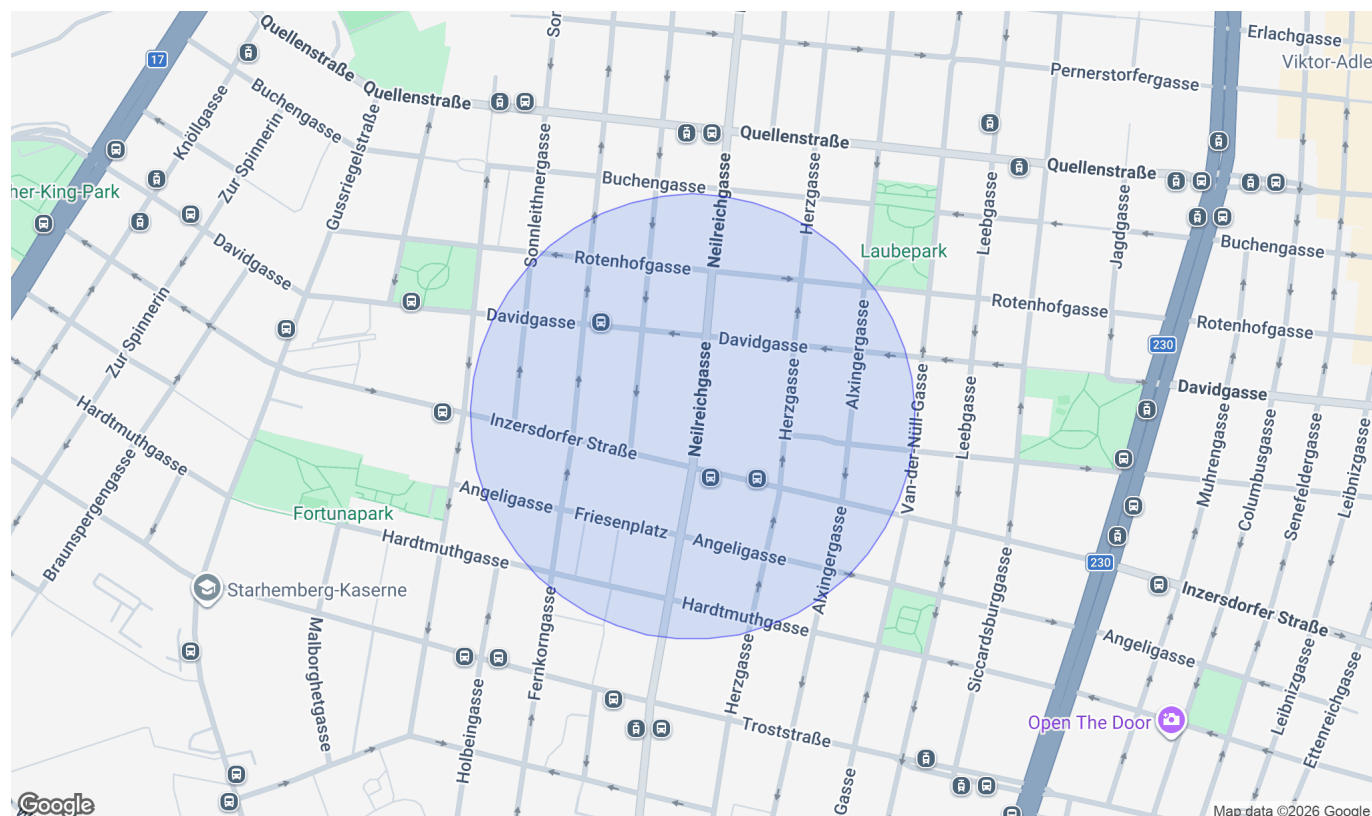 Quellenstraße
Erlachgasse
Viktor-Adle
17
Pernerstorfergasse
Buchengasse
Quellenstraße
Knöllgasse
Zur Spinnerin
Gussriegelstraße
Sonnleithnergasse
Quellenstraße
Quellenstraße
Buchengasse
Neilreichgasse
Herzgasse
Leebgasse
Jagdgasse
her-King-Park
Davidgasse
Laubepark
Buchengasse
Rotenhofgasse
Rotenhofgasse
Rotenhofgasse
Zur Spinnerin
Davidgasse
Davidgasse
Alxingergasse
230
Davidgasse
Neilreichgasse
Herzgasse
Van-der-Nüll-Gasse
Leebgasse
Hardtmuthgasse
Inzersdorfer Straße
Muhrengasse
Columbusgasse
Senefeldergasse
Leibnizgasse
Braunspergengasse
Fortunapark
Angeligasse
Friesenplatz
Angeligasse
Hardtmuthgasse
Alxingergasse
230
Starhemberg-Kaserne
Inzersdorfer Straße
Hardtmuthgasse
Siccardsburggasse
Angeligasse
Malborghetgasse
Fernkorngasse
Holbeingasse
Herzgasse
Leibnizgasse
Ettenreichgasse
Open The Door
Troststraße
Gasse
Google
Map data ©2026 Google